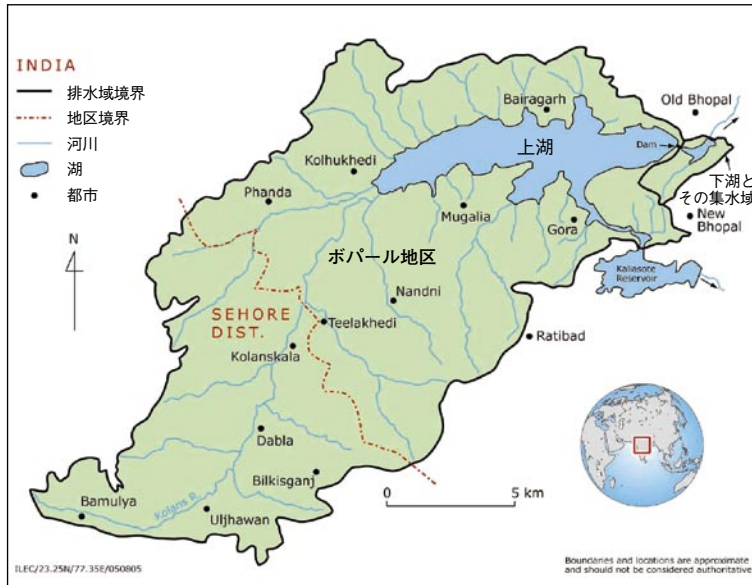 INDIA
排水域境界
地区境界
河川
湖
都市
N
Bairagarh
Old Bhopal
上湖
Dam
Kolhukhedi
下湖と
その集水域
Phanda
Mugalia
Gora
New
Bhopal
ボパール地区
Kaliasote
Reservoir
Nandni
SEHORE
DIST.
Teelakhedi
Ratibad
Kolanskala
Dabla
Bilkisganj
0 5 km
Bamulya
Kolans R.
Uljhawan
ILEC/23.25N/77.35E/050805
Boundaries and locations are approximate
and should not be considered authoritative.